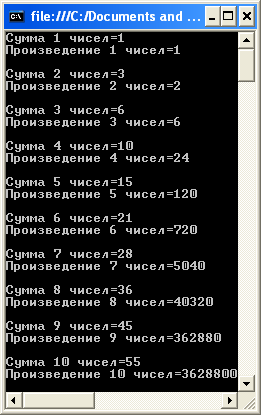 file:///C:/Documents and ...
Сумма 1 чисел=1
Произведение 1 чисел=1
Сумма 2 чисел=3
Произведение 2 чисел=2
Сумма 3 чисел=6
Произведение 3 чисел=6
Сумма 4 чисел=10
Произведение 4 чисел=24
Сумма 5 чисел=15
Произведение 5 чисел=120
Сумма 6 чисел=21
Произведение 6 чисел=720
Сумма 7 чисел=28
Произведение 7 чисел=5040
Сумма 8 чисел=36
Произведение 8 чисел=40320
Сумма 9 чисел=45
Произведение 9 чисел=362880
Сумма 10 чисел=55
Произведение 10 чисел=3628800